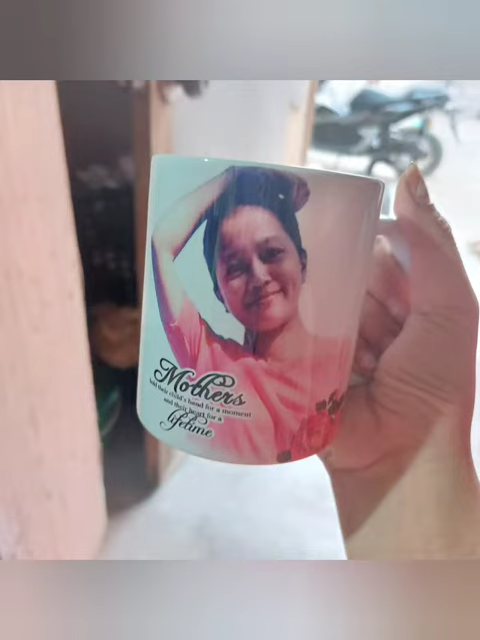 Mothers
hold their child's hand for a moment
and their heart for a
lifetime